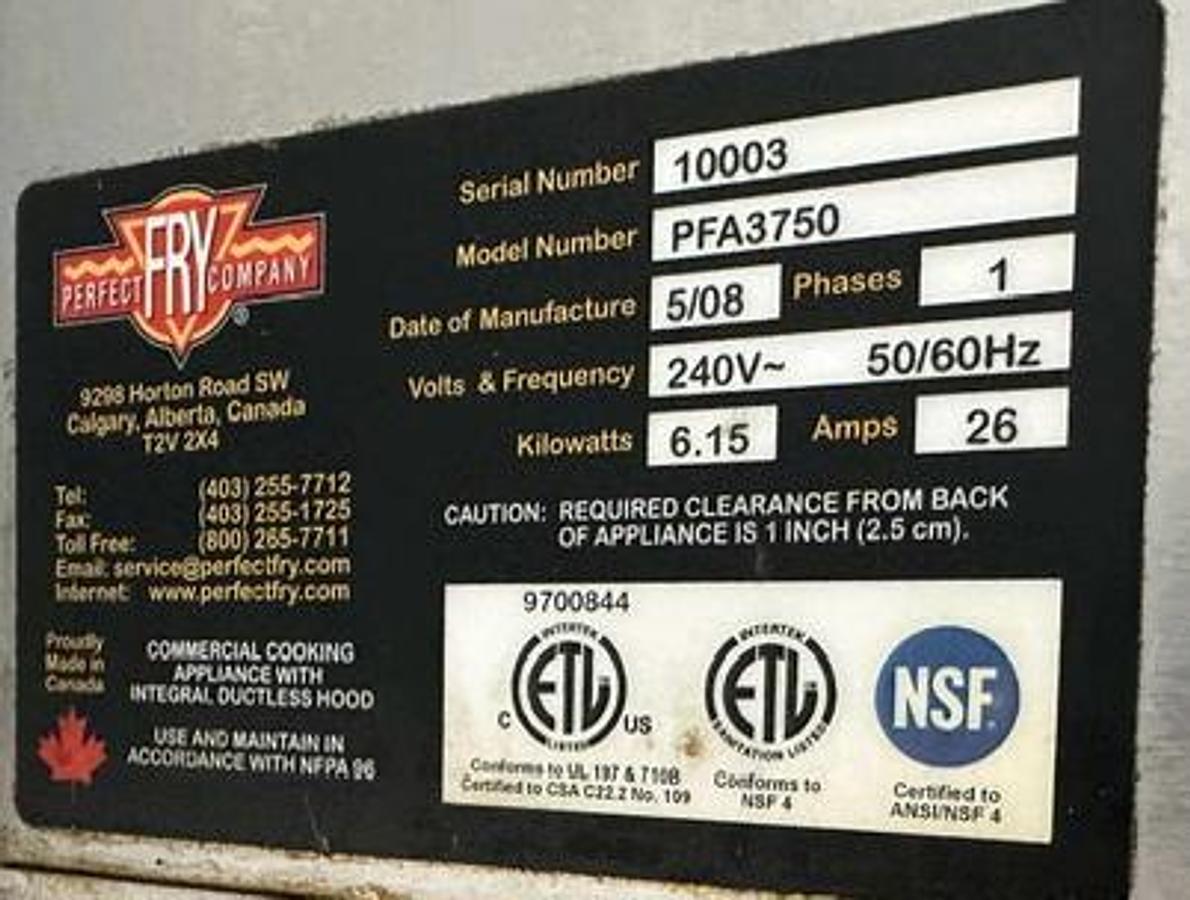 PERFECT FRY COMPANY ®
9298 Horton Road SW
Calgary, Alberta, Canada
T2V 2X4
Tel: (403) 255-7712
Fax: (403) 255-1725
Toll Free: (800) 265-7711
Email: service@perfectfry.com
Internet: www.perfectfry.com
Proudly
Made in
Canada
COMMERCIAL COOKING
APPLIANCE WITH
INTEGRAL DUCTLESS HOOD
USE AND MAINTAIN IN
ACCORDANCE WITH NFPA 96
Serial Number 10003
Model Number PFA3750
Date of Manufacture 5/08 Phases 1
Volts & Frequency 240V~ 50/60Hz
Kilowatts 6.15 Amps 26
CAUTION: REQUIRED CLEARANCE FROM BACK
OF APPLIANCE IS 1 INCH (2.5 cm).
9700844
INTERTEK
C ETL US
LISTED
Conforms to UL 197 & 710B
Certified to CSA C22.2 No. 109
INTERTEK
ETL
SANITATION LISTED
Conforms to
NSF 4
NSF
Certified to
ANSI/NSF 4